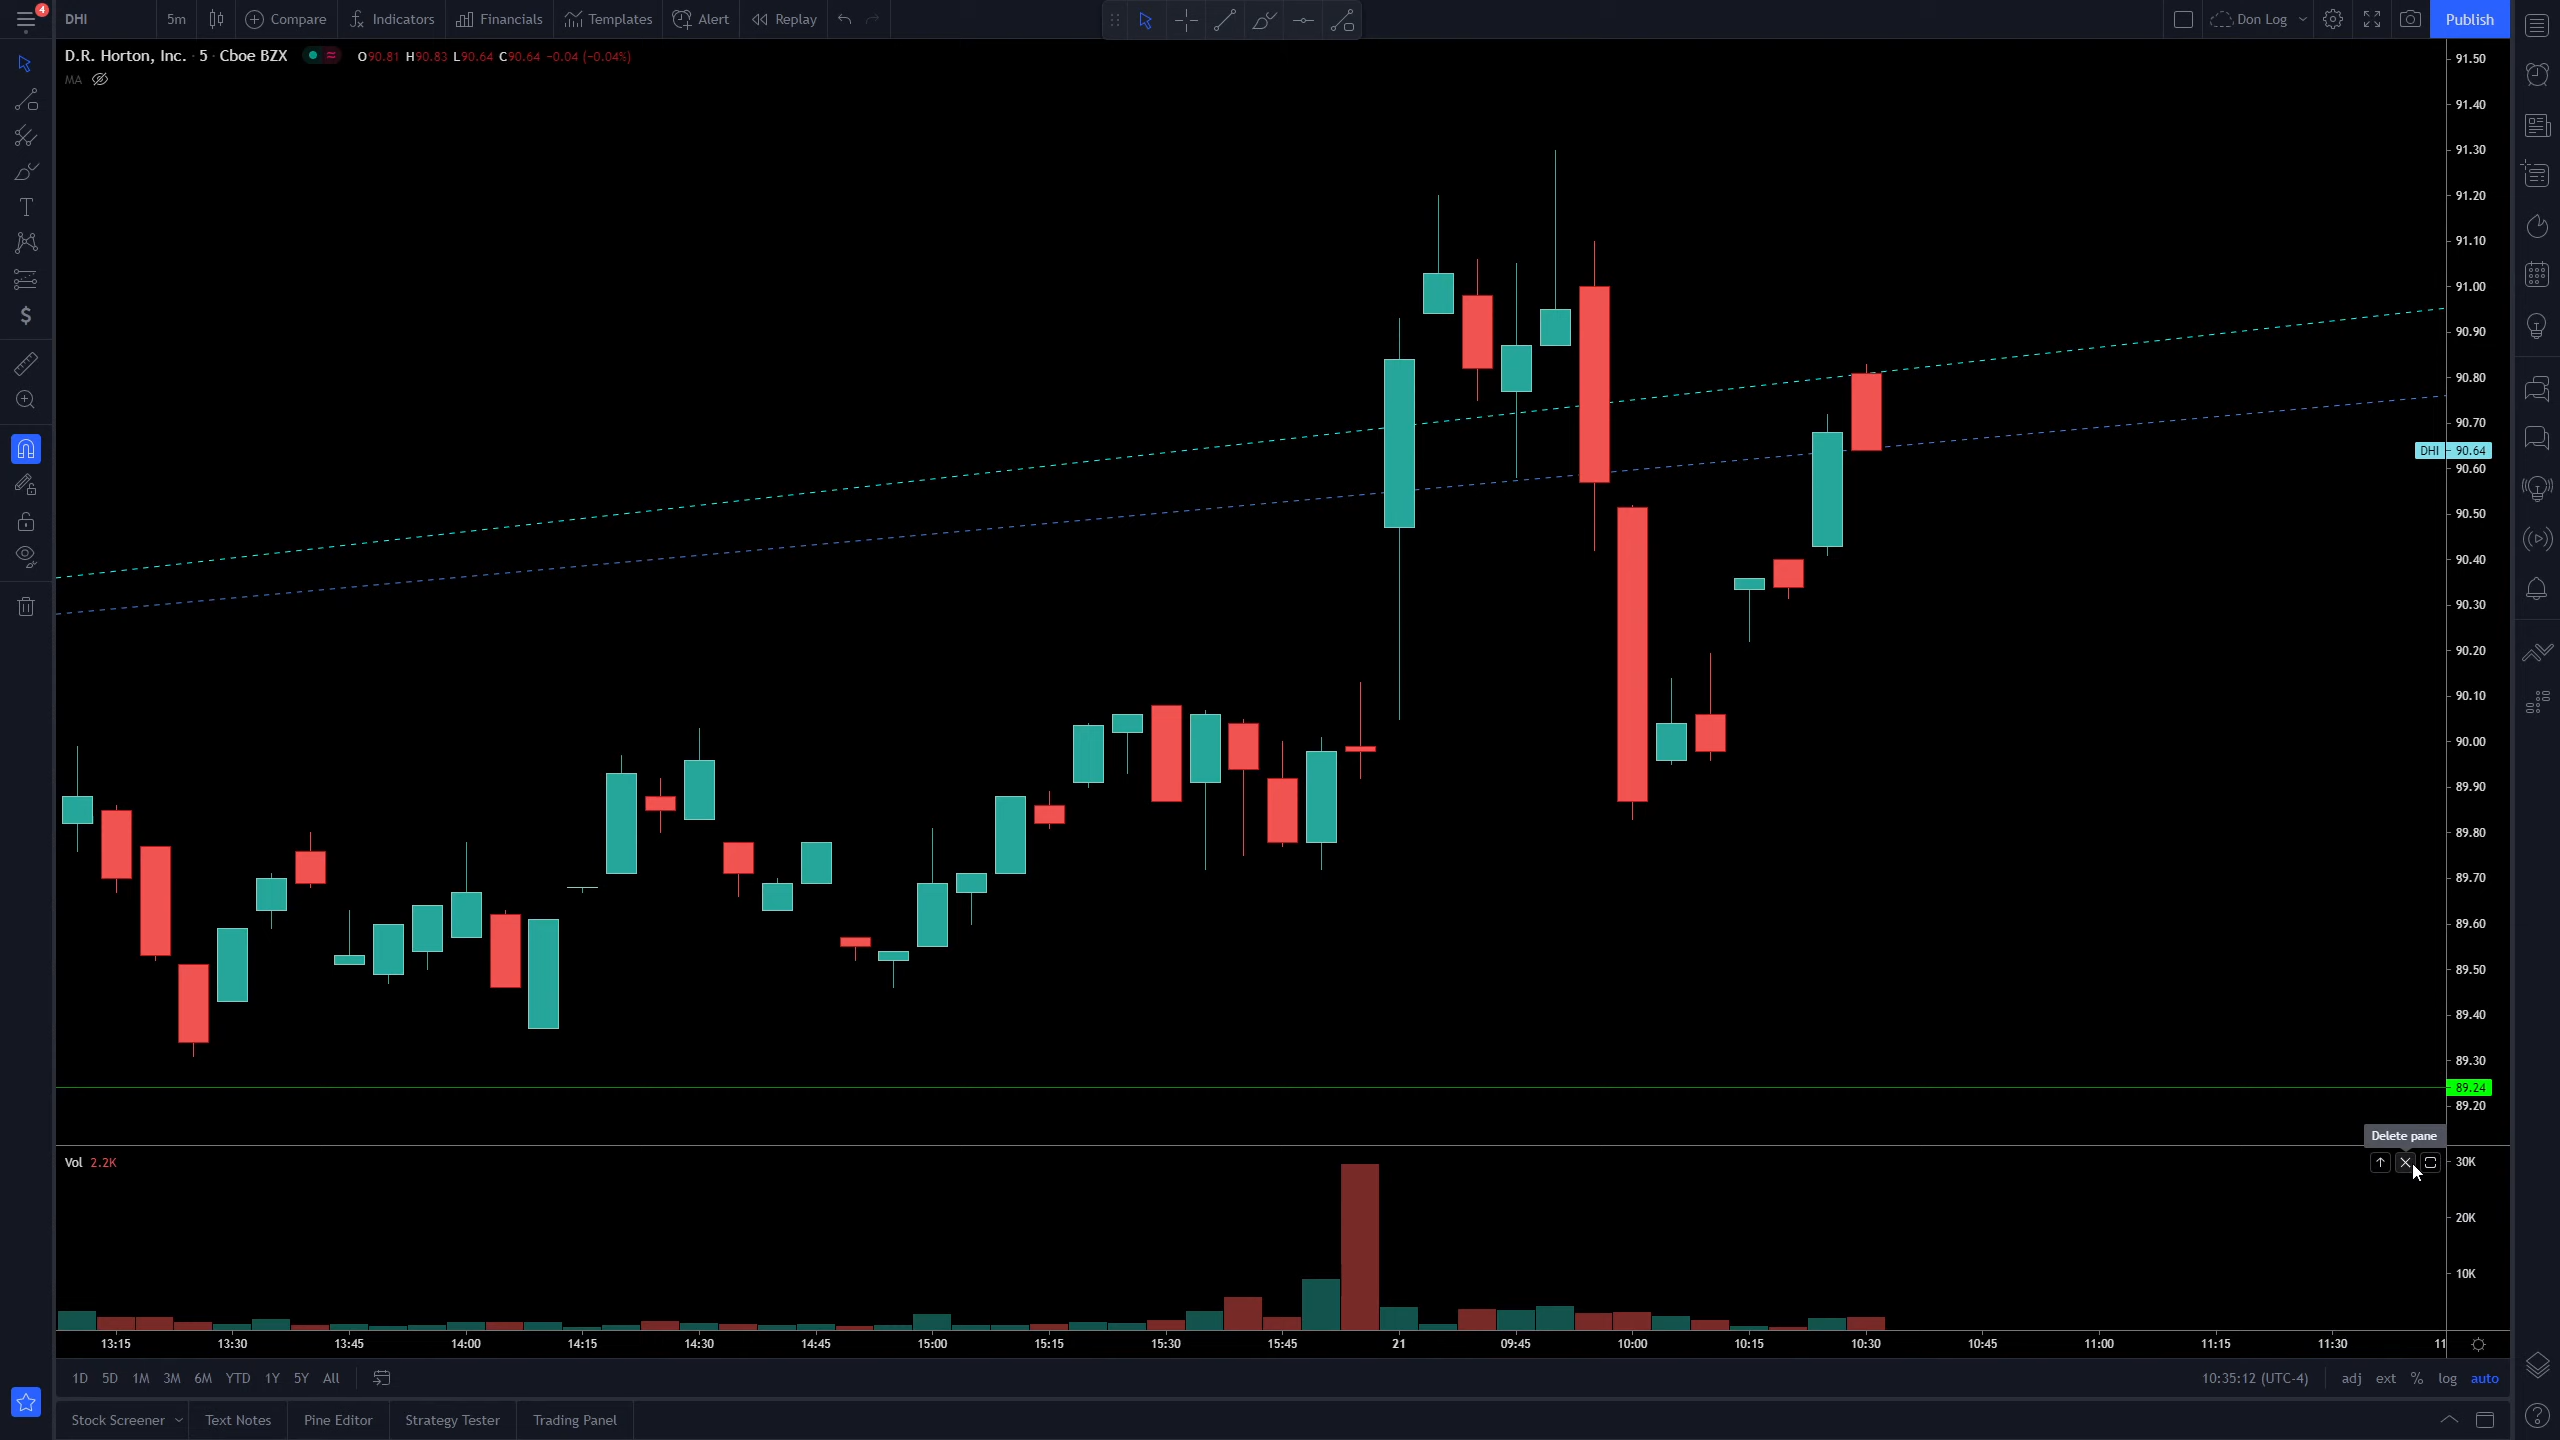 4
DHI
5m
Compare
Indicators
Financials
Templates
Alert
Replay
Don Log
Publish
D.R. Horton, Inc. · 5 · Cboe BZX
O90.81 H90.83 L90.64 C90.64 −0.04 (−0.04%)
MA
91.50
91.40
91.30
91.20
91.10
91.00
90.90
90.80
90.70
DHI 90.64
90.60
90.50
90.40
90.30
90.20
90.10
90.00
89.90
89.80
89.70
89.60
89.50
89.40
89.30
89.24
89.20
Delete pane
Vol 2.2K
30K
20K
10K
13:15 13:30 13:45 14:00 14:15 14:30 14:45 15:00 15:15 15:30 15:45 21 09:45 10:00 10:15 10:30 10:45 11:00 11:15 11:30 11
1D 5D 1M 3M 6M YTD 1Y 5Y All
10:35:12 (UTC-4)
adj ext % log auto
Stock Screener
Text Notes
Pine Editor
Strategy Tester
Trading Panel